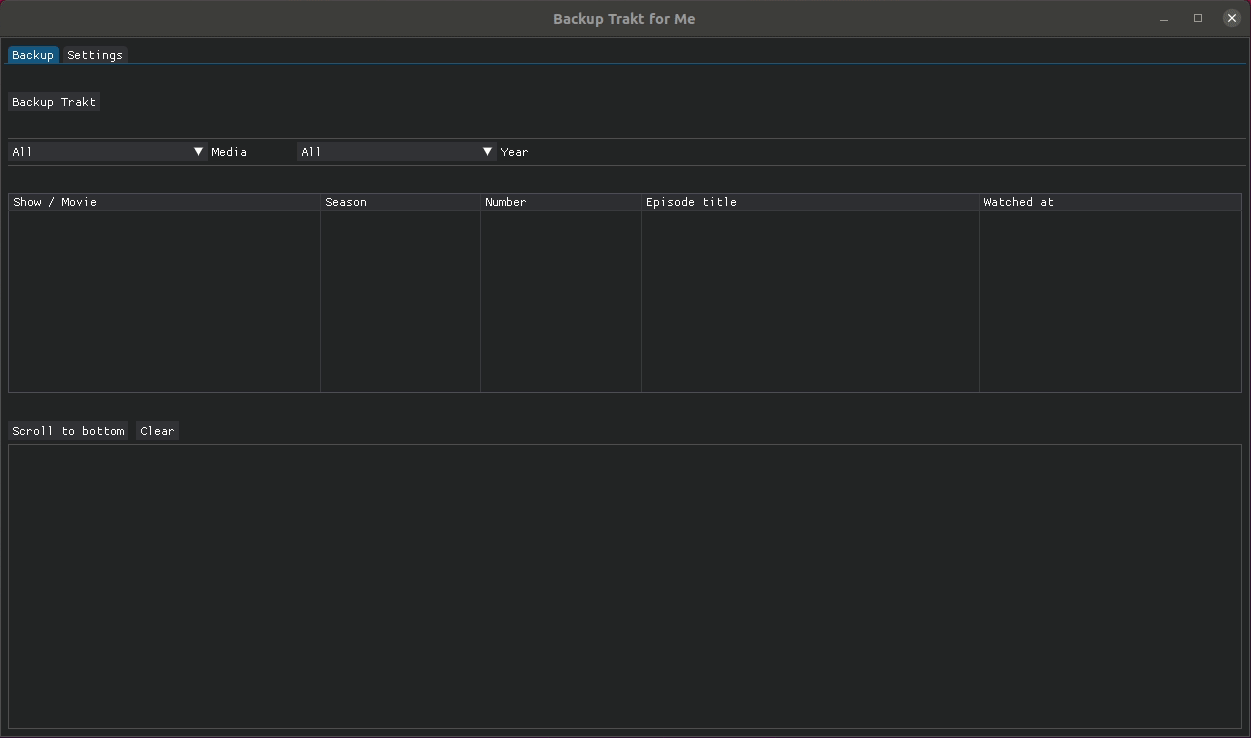 Backup Trakt for Me
Backup Settings
Backup Trakt
All Media All Year
Show / Movie Season Number Episode title Watched at
Scroll to bottom Clear